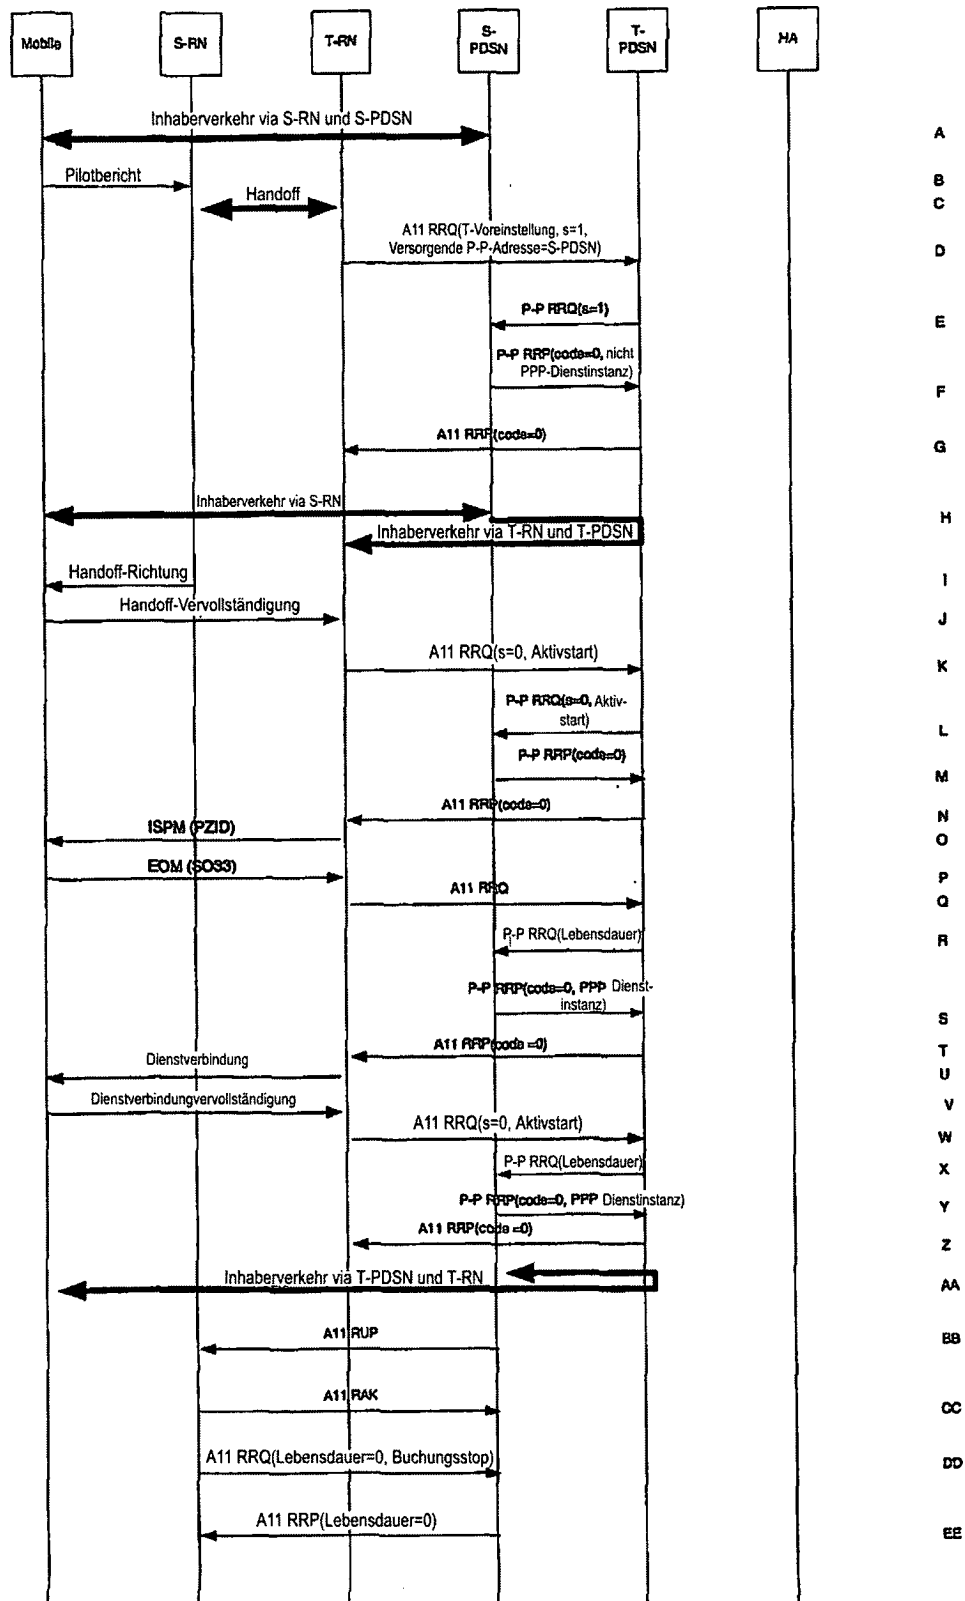 Mobile
S-RN
T-RN
S-
PDSN
T-
PDSN
HA
Inhaberverkehr via S-RN und S-PDSN
A
Pilotbericht
B
Handoff
C
A11 RRQ(T-Voreinstellung, s=1,
Versorgende P-P-Adresse=S-PDSN)
D
P-P RRQ(s=1)
E
P-P RRP(code=0, nicht
PPP-Dienstinstanz)
F
A11 RRP(code=0)
G
Inhaberverkehr via S-RN
H
Inhaberverkehr via T-RN und T-PDSN
Handoff-Richtung
I
Handoff-Vervollständigung
J
A11 RRQ(s=0, Aktivstart)
K
P-P RRQ(s=0, Aktiv-
start)
L
P-P RRP(code=0)
M
A11 RRP(code=0)
N
ISPM (PZID)
O
EOM (SO33)
P
A11 RRQ
Q
P-P RRQ(Lebensdauer)
R
P-P RRP(code=0, PPP Dienst-
instanz)
S
A11 RRP(code =0)
T
Dienstverbindung
U
Dienstverbindungvervollständigung
V
A11 RRQ(s=0, Aktivstart)
W
P-P RRQ(Lebensdauer)
X
P-P RRP(code=0, PPP Dienstinstanz)
Y
A11 RRP(code =0)
Z
Inhaberverkehr via T-PDSN und T-RN
AA
A11 RUP
BB
A11 RAK
CC
A11 RRQ(Lebensdauer=0, Buchungsstop)
DD
A11 RRP(Lebensdauer=0)
EE